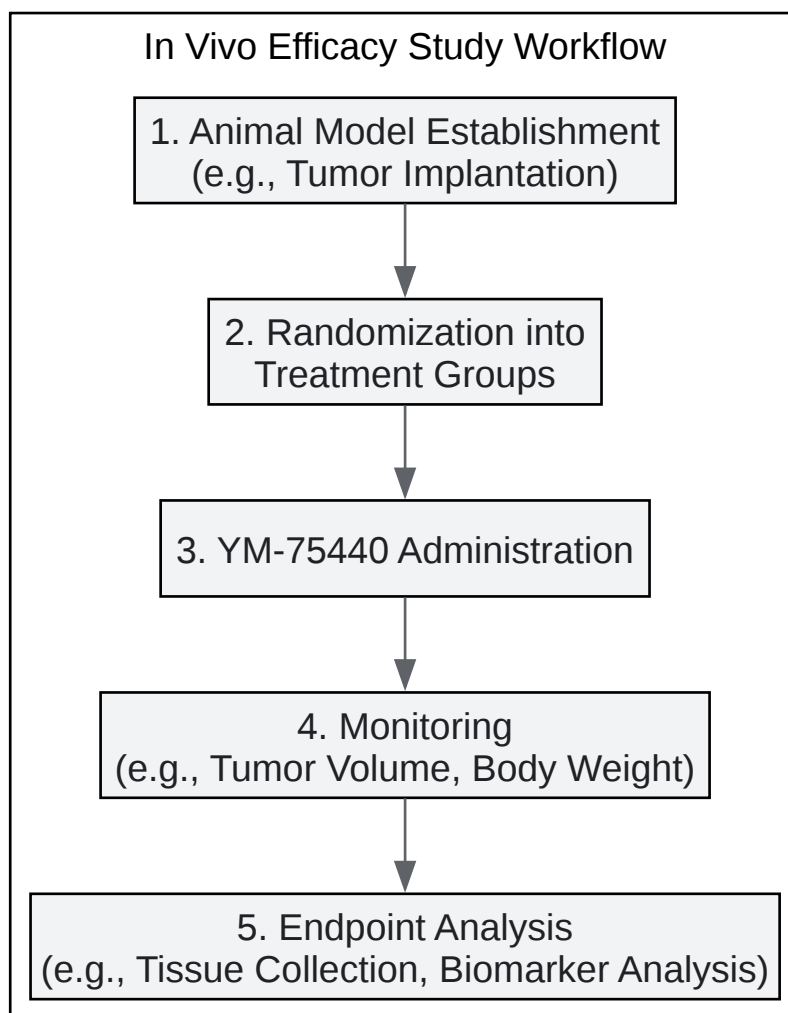 In Vivo Efficacy Study Workflow
1. Animal Model Establishment
(e.g., Tumor Implantation)
2. Randomization into
Treatment Groups
3. YM-75440 Administration
4. Monitoring
(e.g., Tumor Volume, Body Weight)
5. Endpoint Analysis
(e.g., Tissue Collection, Biomarker Analysis)